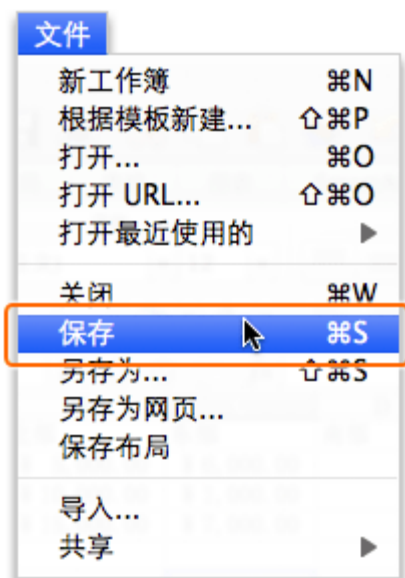 文件
新工作簿 ⌘N
根据模板新建... ⇧⌘P
打开... ⌘O
打开 URL... ⇧⌘O
打开最近使用的 ▶
关闭 ⌘W
保存 ⌘S
另存为... ⇧⌘S
另存为网页...
保存布局
导入...
共享 ▶